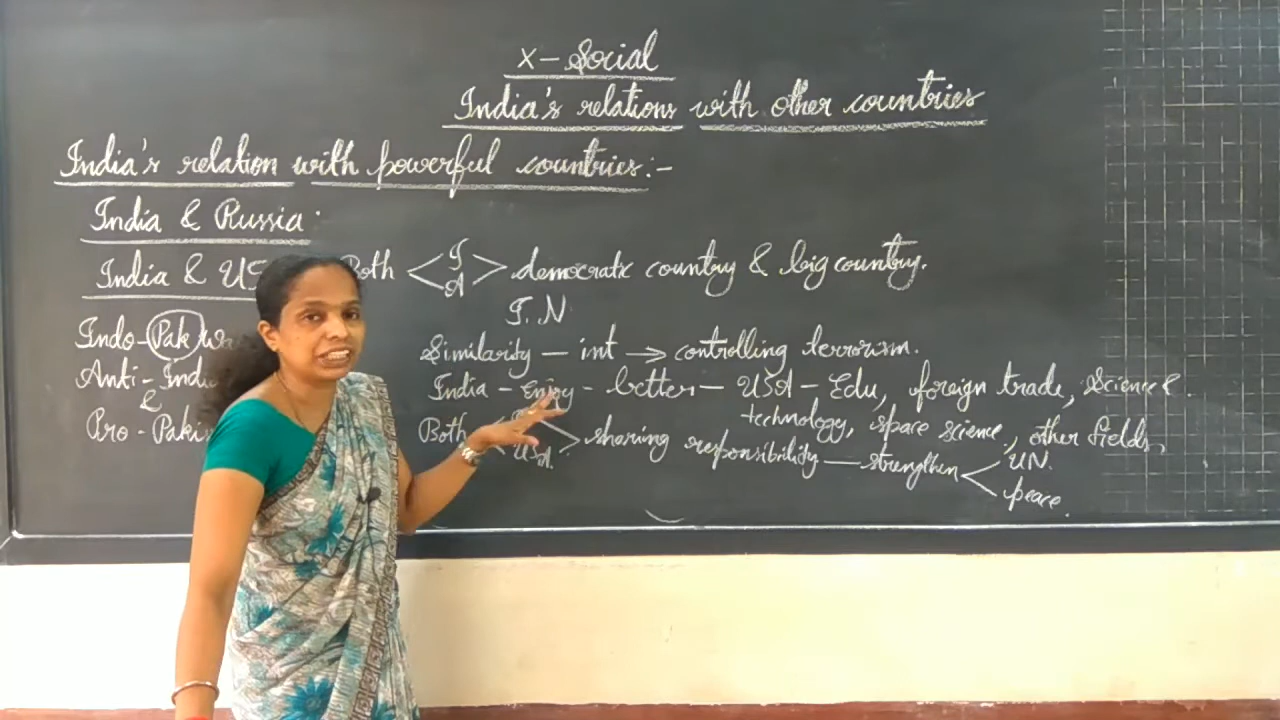 X - Social
India's relations with other countries
India's relation with powerful countries:-
India & Russia
India & US Both < I A > democratic country & big country.
I. N
Indo - Pak
Similarity - int → controlling terrorism.
Anti -
India - Enjoy - better - USA - Edu, foreign trade, Science &
&
technology, space science, other fields,
Pro -
Both USA. > sharing responsibility - strengthen < UN.
peace.